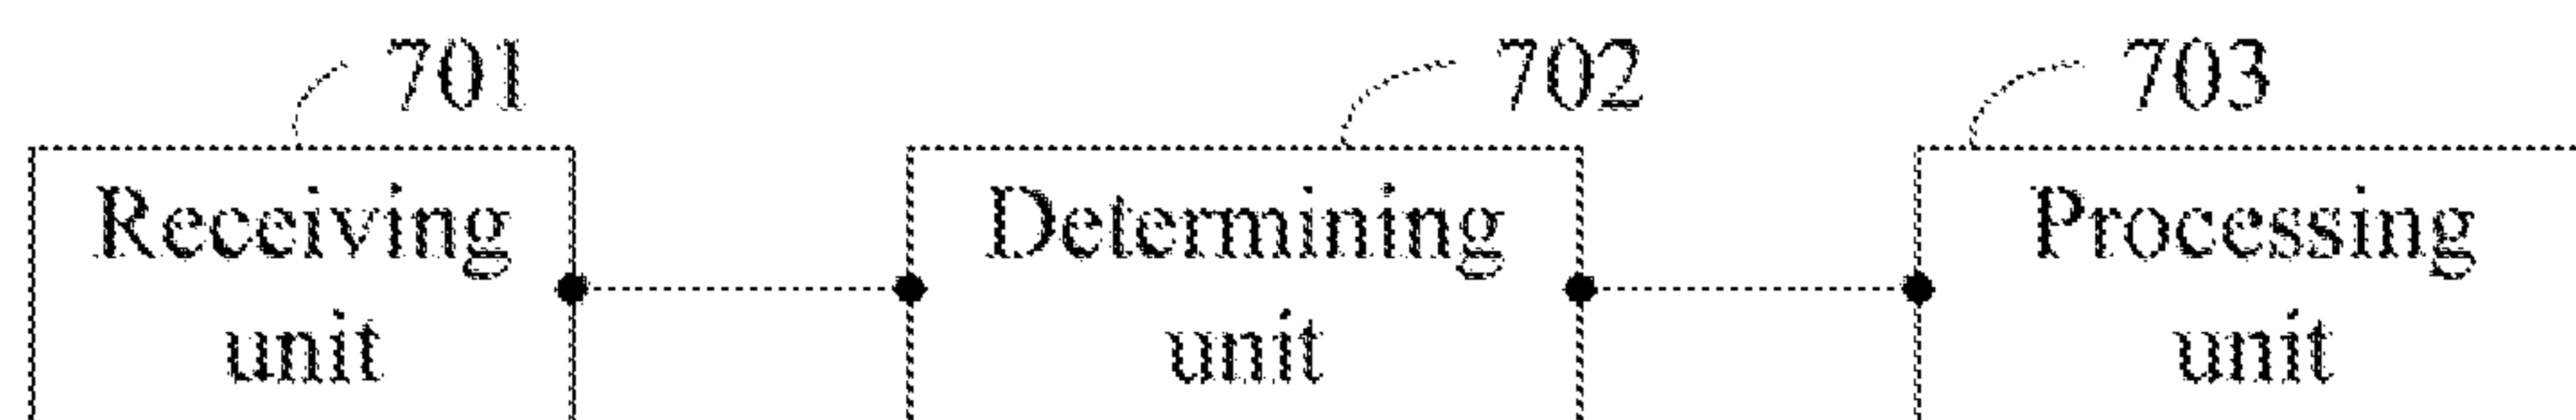 701
702
703
Receiving
unit
Determining
unit
Processing
unit